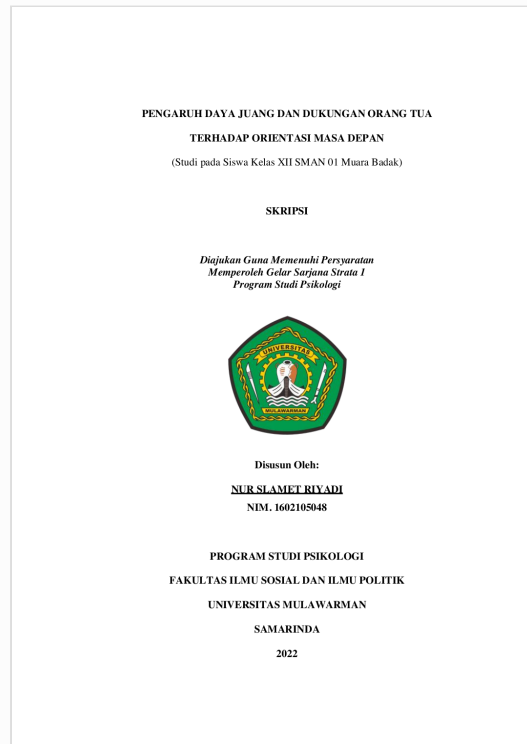 PENGARUH DAYA JUANG DAN DUKUNGAN ORANG TUA
TERHADAP ORIENTASI MASA DEPAN
(Studi pada Siswa Kelas XII SMAN 01 Muara Badak)
SKRIPSI
Diajukan Guna Memenuhi Persyaratan
Memperoleh Gelar Sarjana Strata 1
Program Studi Psikologi
UNIVERSITAS
MULAWARMAN
Disusun Oleh:
NUR SLAMET RIYADI
NIM. 1602105048
PROGRAM STUDI PSIKOLOGI
FAKULTAS ILMU SOSIAL DAN ILMU POLITIK
UNIVERSITAS MULAWARMAN
SAMARINDA
2022